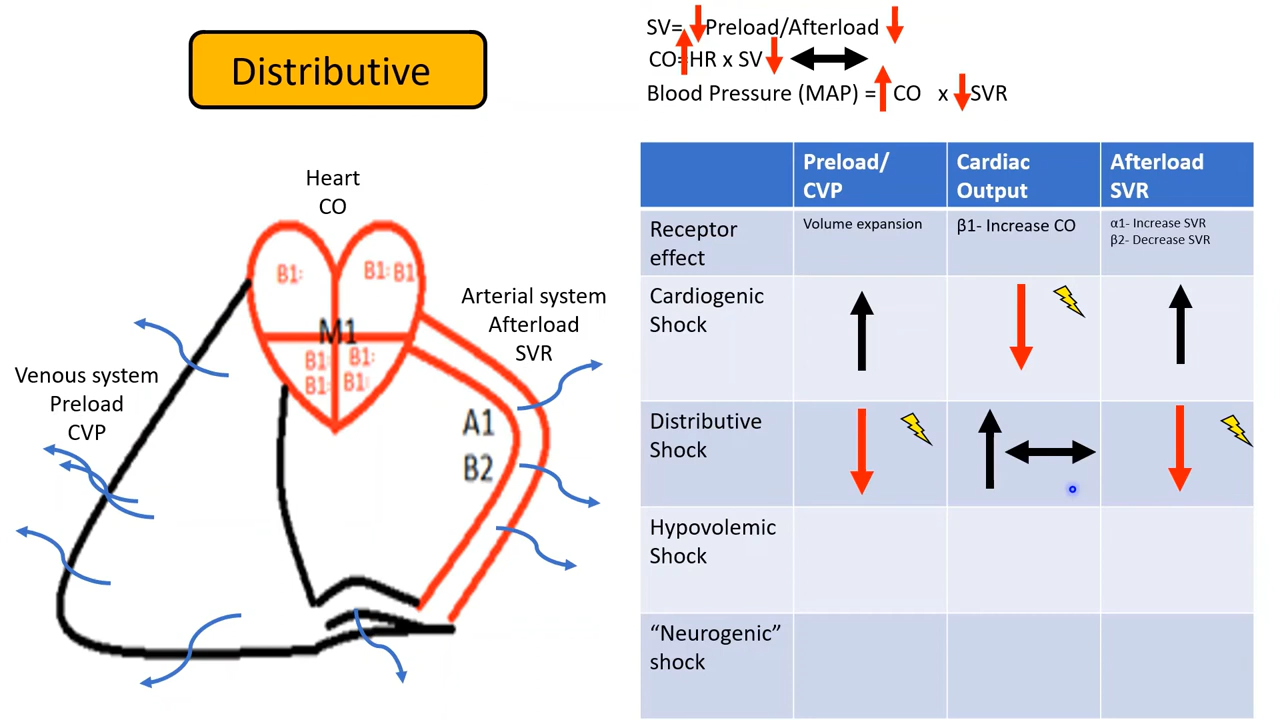 Distributive
SV= Preload/Afterload
CO=HR x SV
Blood Pressure (MAP) = CO x SVR
Heart
CO
B1:
B1: B1
M1
B1: B1:
B1: B1:
Arterial system
Afterload
SVR
Venous system
Preload
CVP
A1
B2
Preload/
CVP
Cardiac
Output
Afterload
SVR
Receptor
effect
Volume expansion
β1- Increase CO
α1- Increase SVR
β2- Decrease SVR
Cardiogenic
Shock
Distributive
Shock
Hypovolemic
Shock
“Neurogenic”
shock